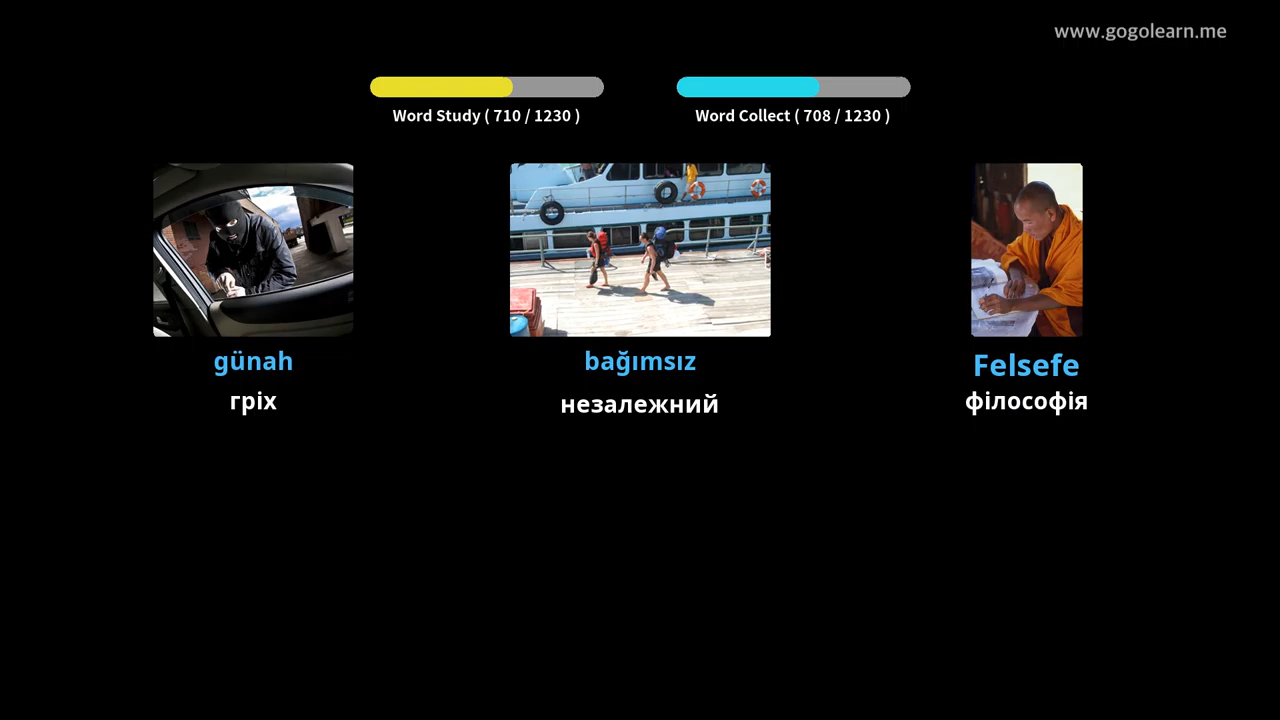 www.gogolearn.me
Word Study ( 710 / 1230 )
Word Collect ( 708 / 1230 )
günah
гріх
bağımsız
незалежний
Felsefe
філософія